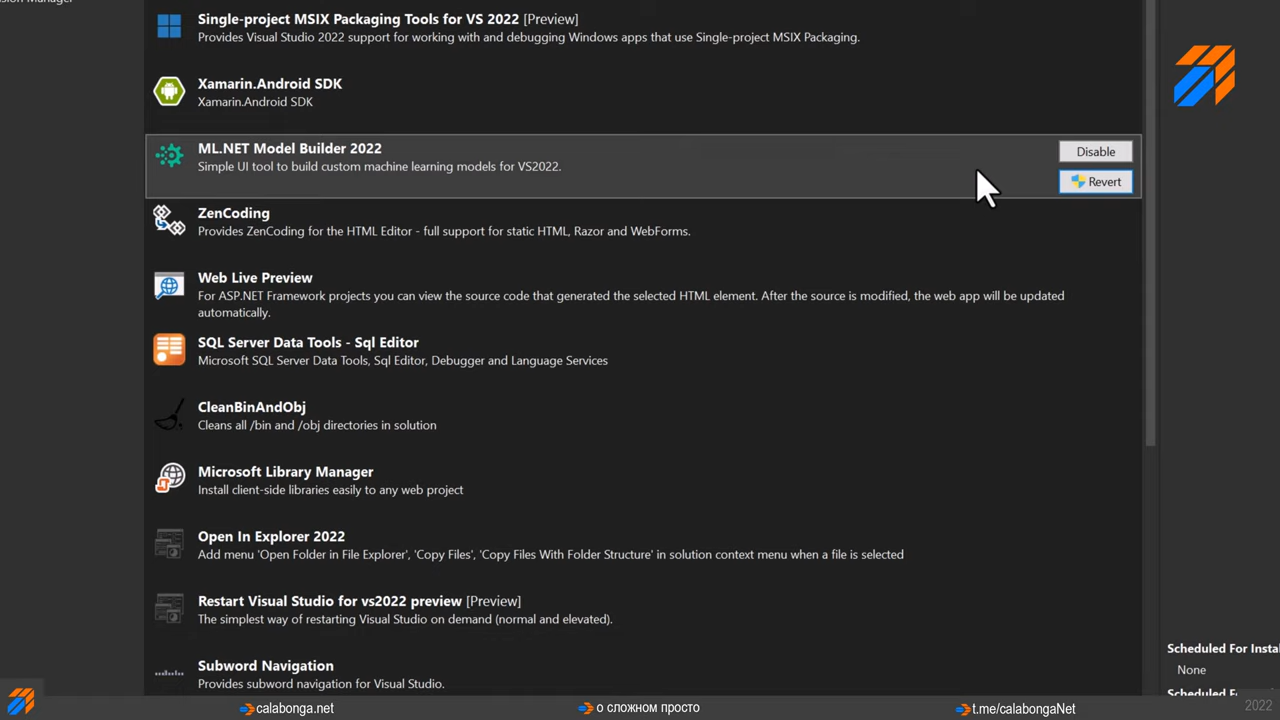 Single-project MSIX Packaging Tools for VS 2022 [Preview]
Provides Visual Studio 2022 support for working with and debugging Windows apps that use Single-project MSIX Packaging.
Xamarin.Android SDK
Xamarin.Android SDK
ML.NET Model Builder 2022
Simple UI tool to build custom machine learning models for VS2022.
Disable
Revert
ZenCoding
Provides ZenCoding for the HTML Editor - full support for static HTML, Razor and WebForms.
Web Live Preview
For ASP.NET Framework projects you can view the source code that generated the selected HTML element. After the source is modified, the web app will be updated
automatically.
SQL Server Data Tools - Sql Editor
Microsoft SQL Server Data Tools, Sql Editor, Debugger and Language Services
CleanBinAndObj
Cleans all /bin and /obj directories in solution
Microsoft Library Manager
Install client-side libraries easily to any web project
Open In Explorer 2022
Add menu 'Open Folder in File Explorer', 'Copy Files', 'Copy Files With Folder Structure' in solution context menu when a file is selected
Restart Visual Studio for vs2022 preview [Preview]
The simplest way of restarting Visual Studio on demand (normal and elevated).
Subword Navigation
Provides subword navigation for Visual Studio.
Scheduled For Insta
None
Scheduled F
calabonga.net
о сложном просто
t.me/calabongaNet
2022